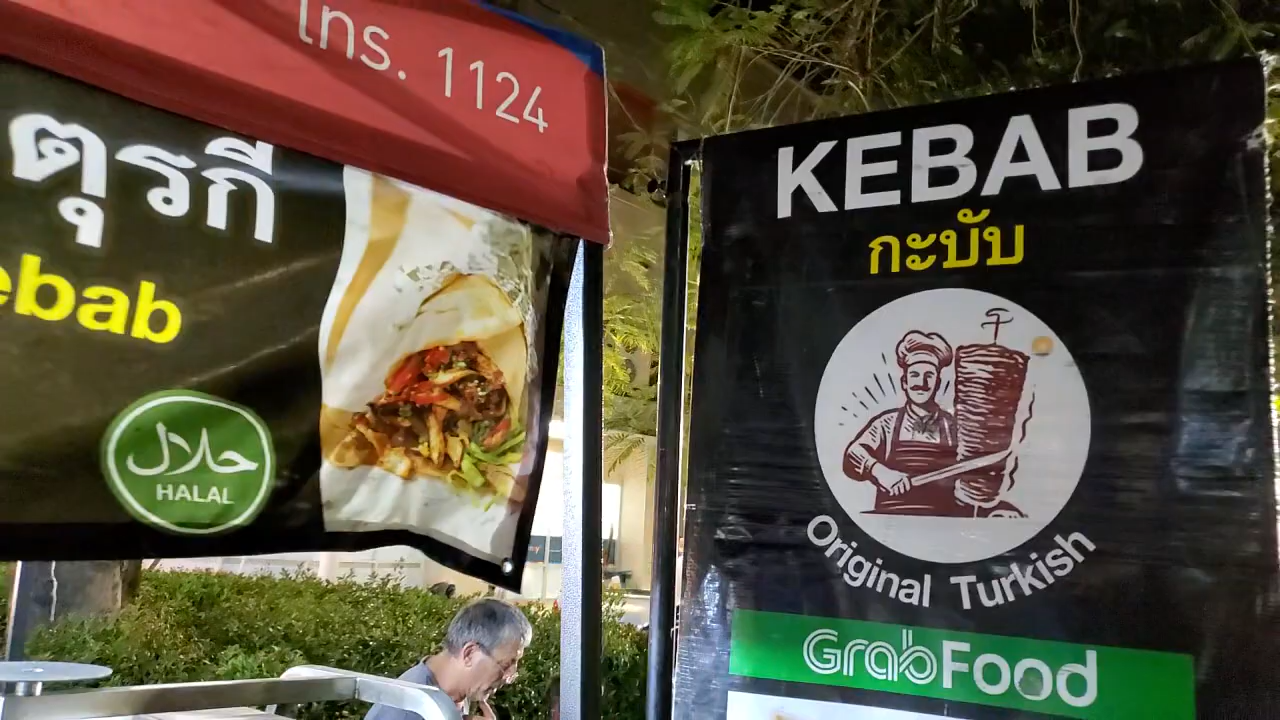 โทร. 1124
ตุรกี
ebab
حلال
HALAL
KEBAB
กะบับ
Original Turkish
GrabFood